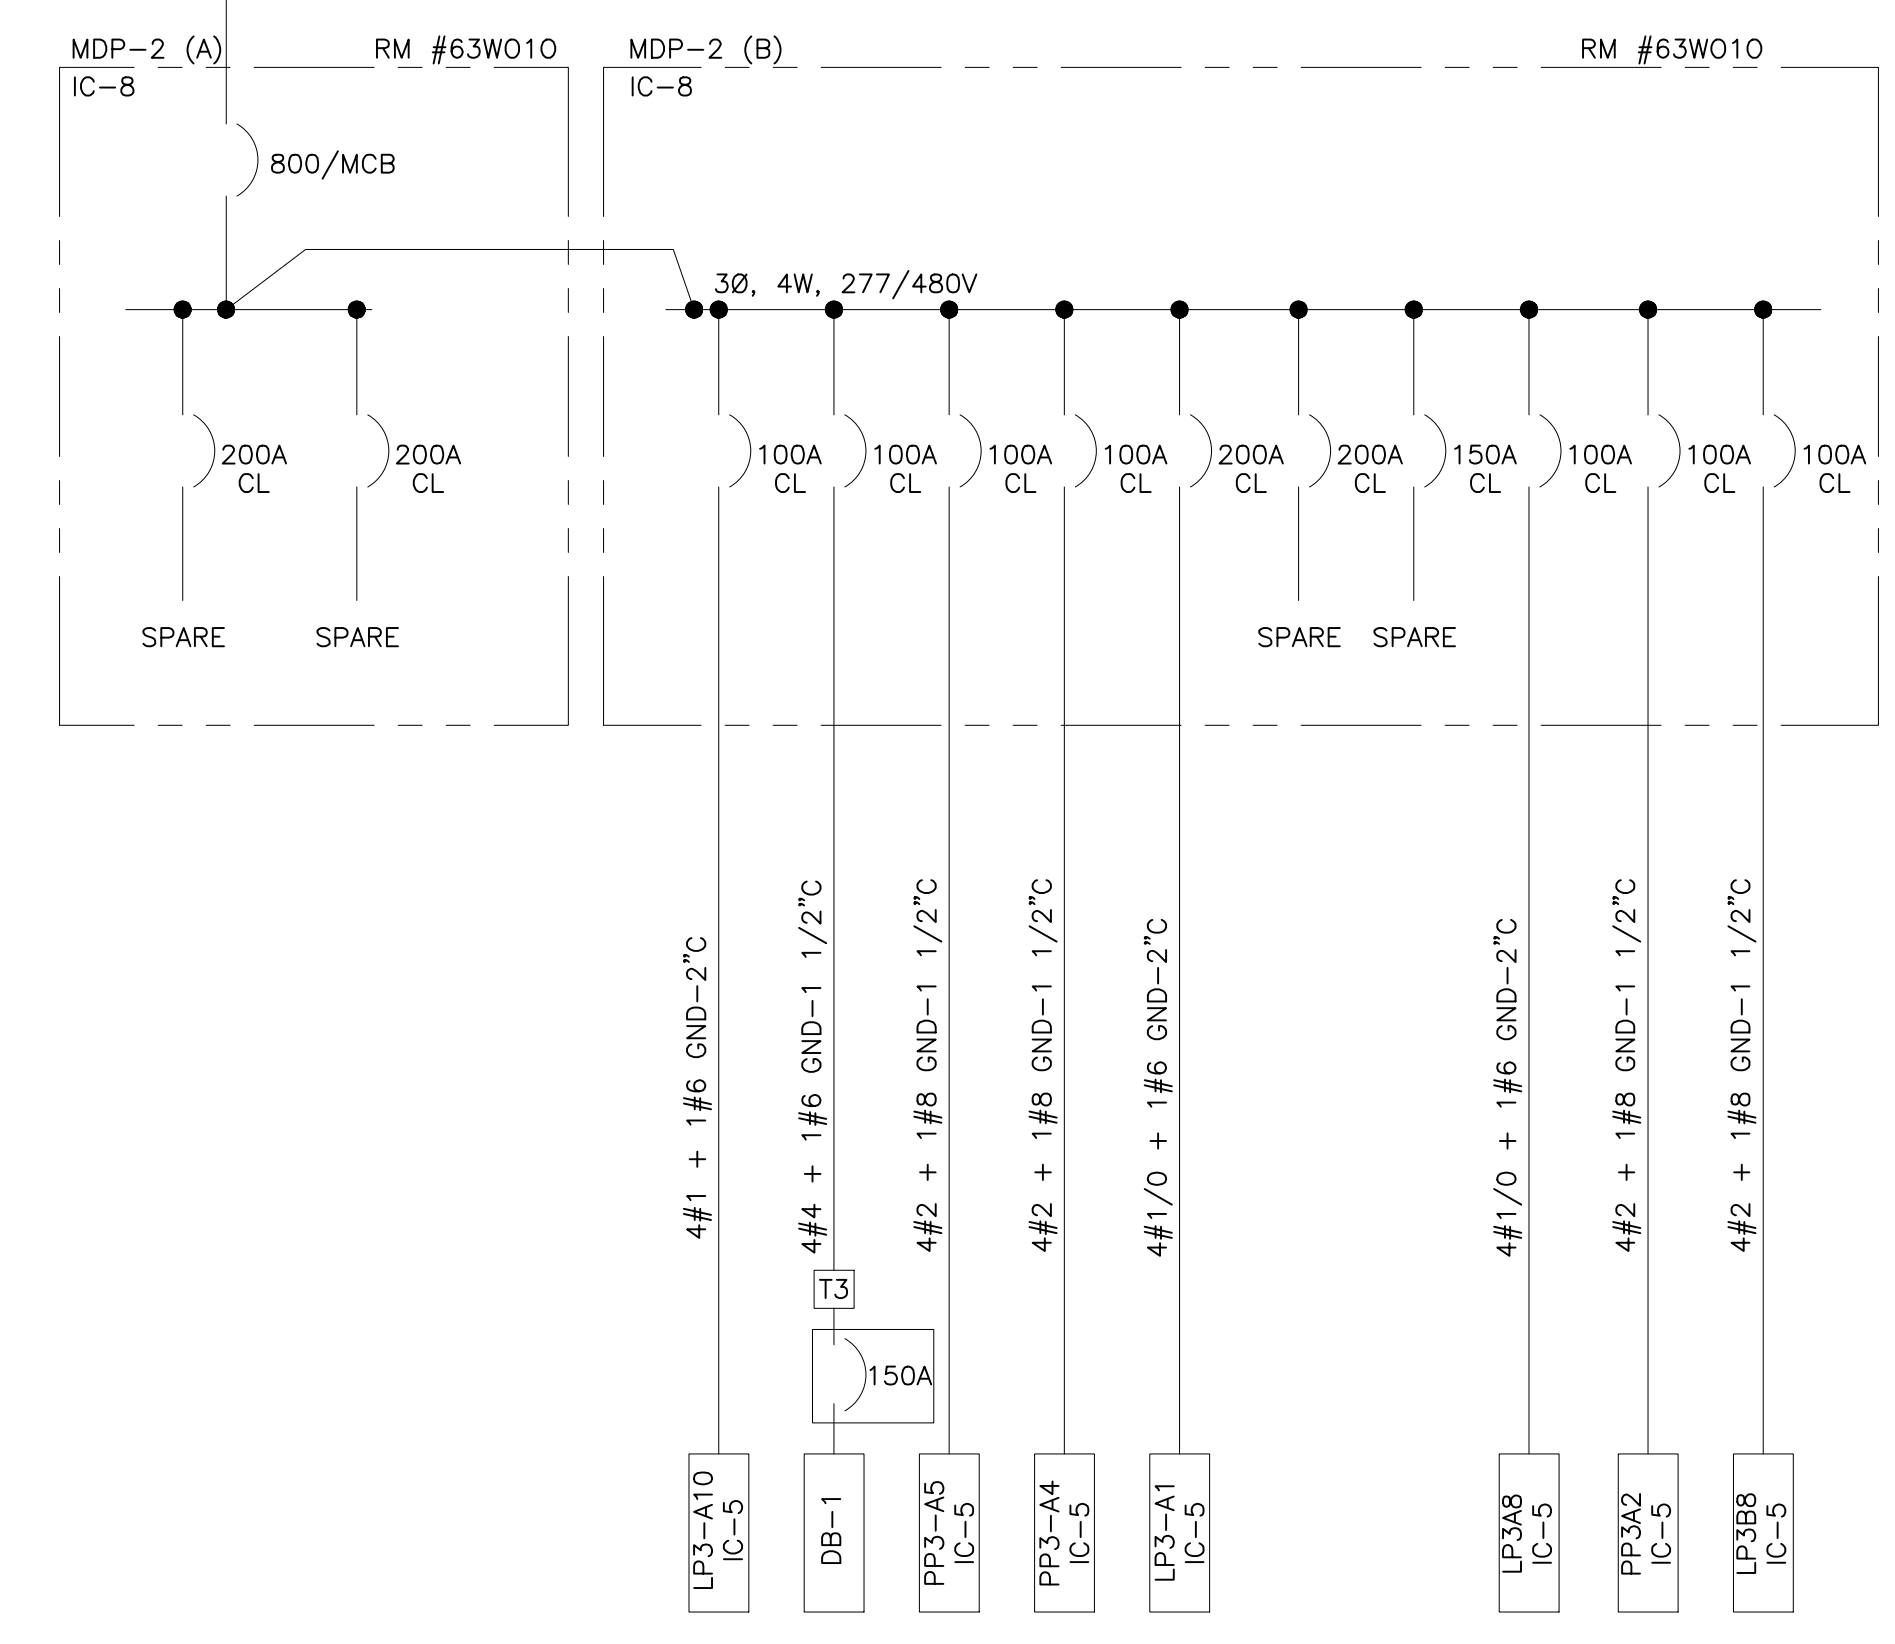 MDP-2 (A)
RM #63WO10
MDP-2 (B)
RM #63WO10
IC-8
IC-8
800/MCB
3Ø, 4W, 277/480V
200A
CL
200A
CL
100A
CL
100A
CL
100A
CL
100A
CL
200A
CL
200A
CL
150A
CL
100A
CL
100A
CL
100A
CL
SPARE
SPARE
SPARE
SPARE
4#1 + 1#6 GND-2"C
4#4 + 1#6 GND-1 1/2"C
4#2 + 1#8 GND-1 1/2"C
4#2 + 1#8 GND-1 1/2"C
4#1/0 + 1#6 GND-2"C
4#1/0 + 1#6 GND-2"C
4#2 + 1#8 GND-1 1/2"C
4#2 + 1#8 GND-1 1/2"C
T3
150A
LP3-A10
IC-5
DB-1
PP3-A5
IC-5
PP3-A4
IC-5
LP3-A1
IC-5
LP3A8
IC-5
PP3A2
IC-5
LP3B8
IC-5